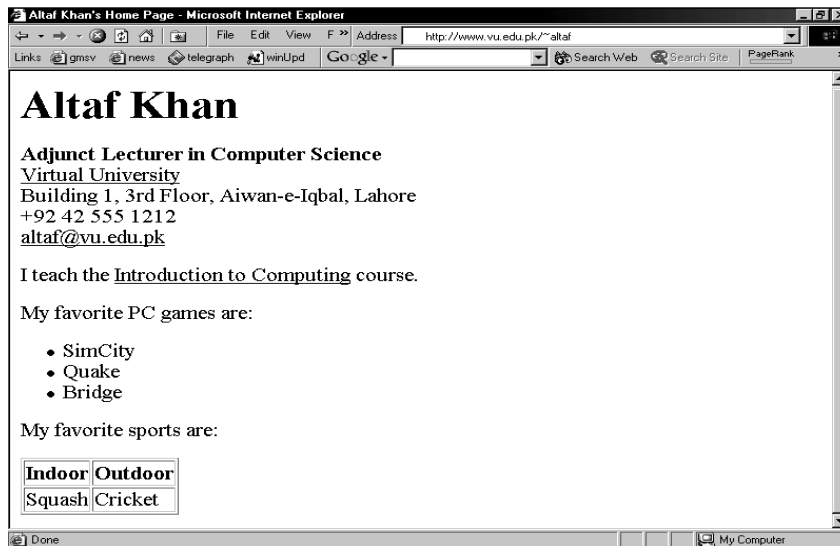 Altaf Khan's Home Page - Microsoft Internet Explorer
File Edit View F » Address http://www.vu.edu.pk/~altaf
Links gmsv news telegraph winUpd Google Search Web Search Site PageRank
Altaf Khan
Adjunct Lecturer in Computer Science
Virtual University
Building 1, 3rd Floor, Aiwan-e-Iqbal, Lahore
+92 42 555 1212
altaf@vu.edu.pk
I teach the Introduction to Computing course.
My favorite PC games are:
• SimCity
• Quake
• Bridge
My favorite sports are:
Indoor Outdoor
Squash Cricket
Done My Computer